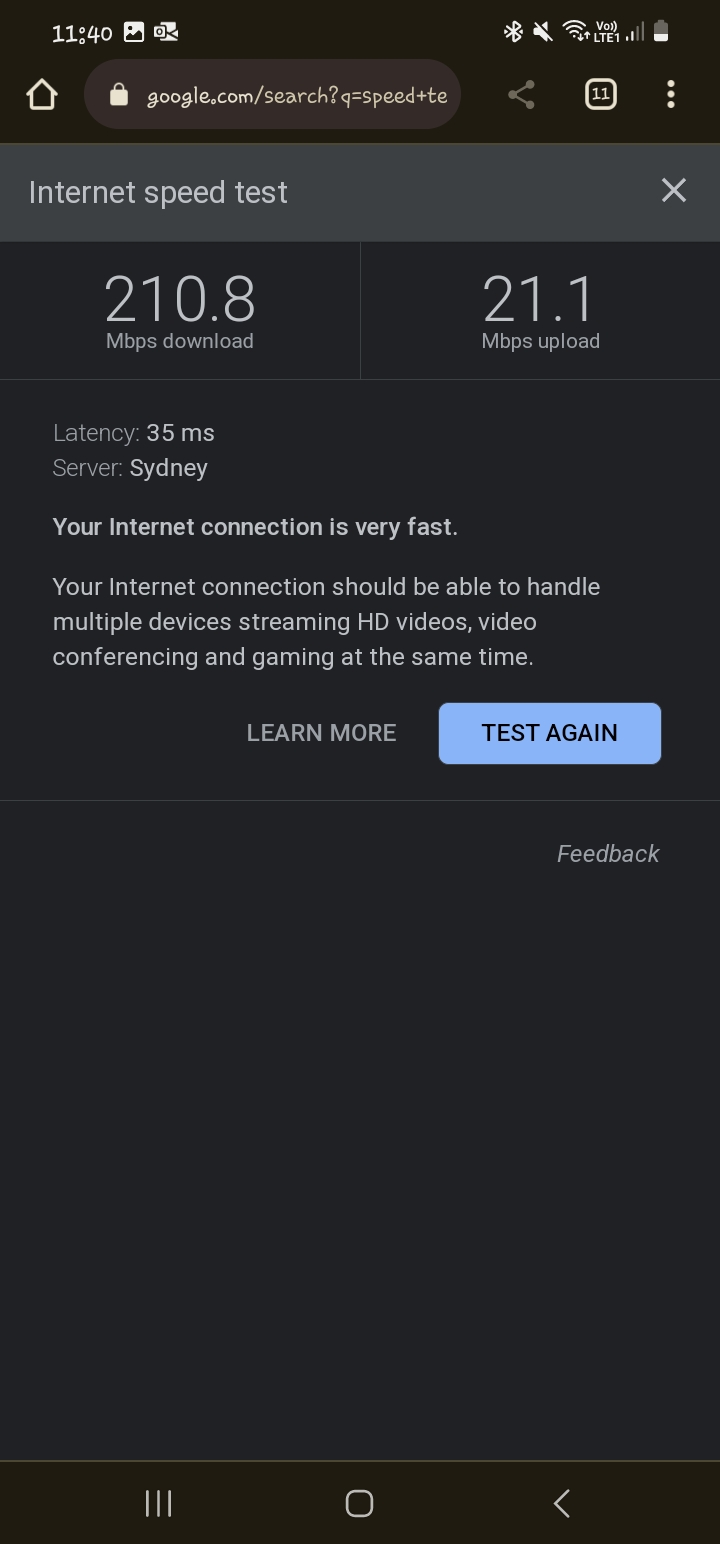 11:40
Vo))
LTE1
google.com/search?q=speed+te
11
Internet speed test
210.8
Mbps download
21.1
Mbps upload
Latency: 35 ms
Server: Sydney
Your Internet connection is very fast.
Your Internet connection should be able to handle
multiple devices streaming HD videos, video
conferencing and gaming at the same time.
LEARN MORE
TEST AGAIN
Feedback